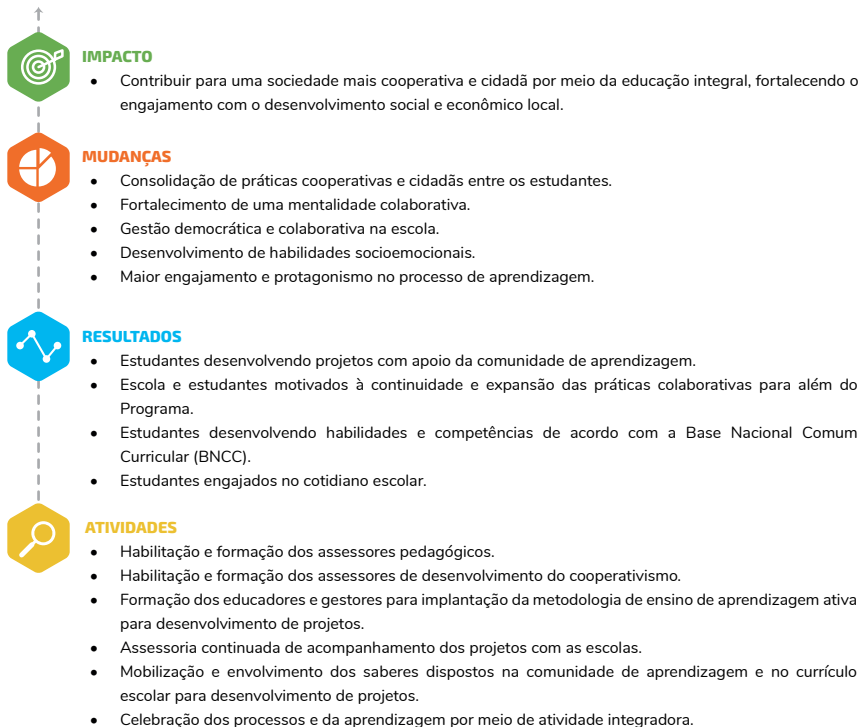 IMPACTO
• Contribuir para uma sociedade mais cooperativa e cidadã por meio da educação integral, fortalecendo o
engajamento com o desenvolvimento social e econômico local.
MUDANÇAS
• Consolidação de práticas cooperativas e cidadãs entre os estudantes.
• Fortalecimento de uma mentalidade colaborativa.
• Gestão democrática e colaborativa na escola.
• Desenvolvimento de habilidades socioemocionais.
• Maior engajamento e protagonismo no processo de aprendizagem.
RESULTADOS
• Estudantes desenvolvendo projetos com apoio da comunidade de aprendizagem.
• Escola e estudantes motivados à continuidade e expansão das práticas colaborativas para além do
Programa.
• Estudantes desenvolvendo habilidades e competências de acordo com a Base Nacional Comum
Curricular (BNCC).
• Estudantes engajados no cotidiano escolar.
ATIVIDADES
• Habilitação e formação dos assessores pedagógicos.
• Habilitação e formação dos assessores de desenvolvimento do cooperativismo.
• Formação dos educadores e gestores para implantação da metodologia de ensino de aprendizagem ativa
para desenvolvimento de projetos.
• Assessoria continuada de acompanhamento dos projetos com as escolas.
• Mobilização e envolvimento dos saberes dispostos na comunidade de aprendizagem e no currículo
escolar para desenvolvimento de projetos.
• Celebração dos processos e da aprendizagem por meio de atividade integradora.